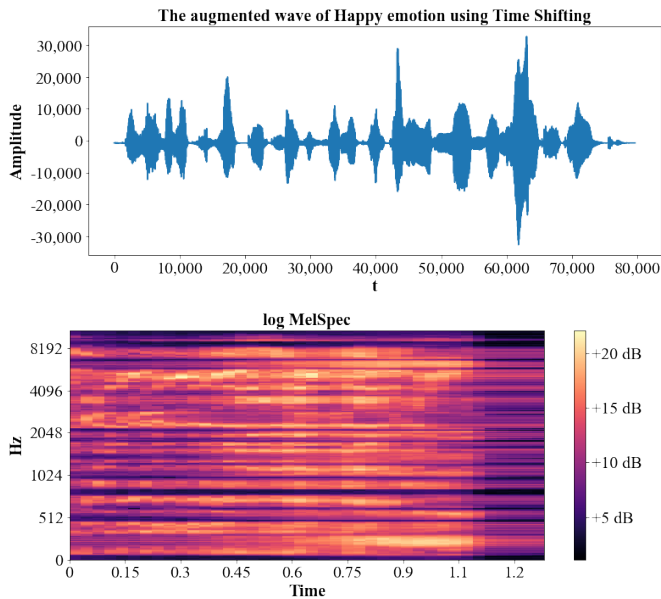 The augmented wave of Happy emotion using Time Shifting
30,000
20,000
10,000
0
-10,000
-20,000
-30,000
Amplitude
0 10,000 20,000 30,000 40,000 50,000 60,000 70,000 80,000
t
log MelSpec
8192
4096
2048
1024
512
0
Hz
0 0.15 0.3 0.45 0.6 0.75 0.9 1.1 1.2
Time
+20 dB
+15 dB
+10 dB
+5 dB